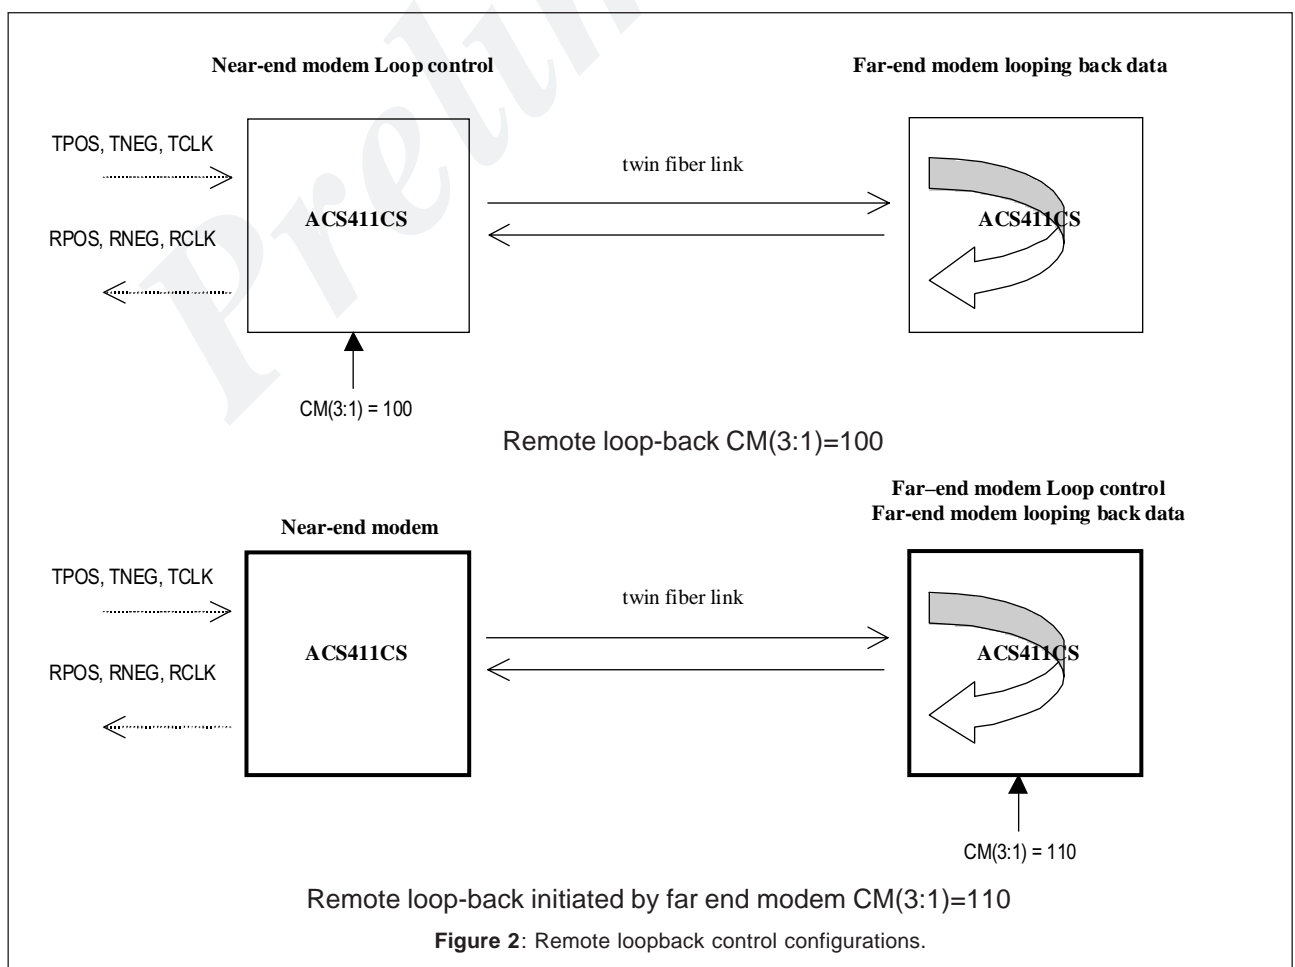 Prelim
Near-end modem Loop control
Far-end modem looping back data
TPOS, TNEG, TCLK
twin fiber link
ACS411CS
ACS411CS
RPOS, RNEG, RCLK
CM(3:1) = 100
Remote loop-back CM(3:1)=100
Far–end modem Loop control
Far-end modem looping back data
Near-end modem
TPOS, TNEG, TCLK
twin fiber link
ACS411CS
ACS411CS
RPOS, RNEG, RCLK
CM(3:1) = 110
Remote loop-back initiated by far end modem CM(3:1)=110
Figure 2: Remote loopback control configurations.